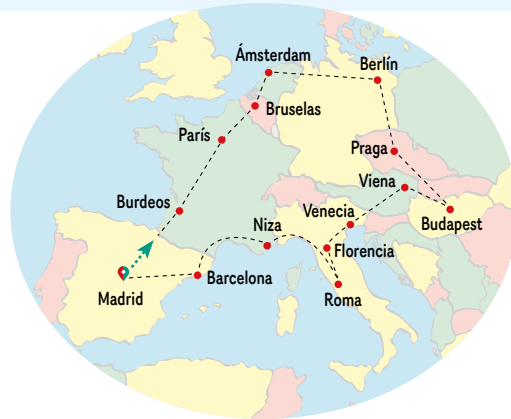 Ámsterdam
Berlín
Bruselas
París
Praga
Viena
Burdeos
Venecia
Budapest
Niza
Florencia
Barcelona
Madrid
Roma